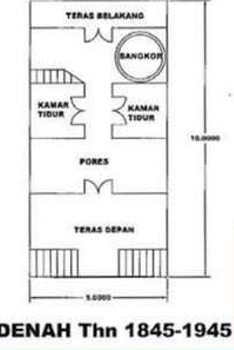 TERAS BELAKANG
BANGKOR
KAMAR
TIDUR
KAMAR
TIDUR
10.0000
PORES
TERAS DEPAN
5.0000
DENAH Thn 1845-1945